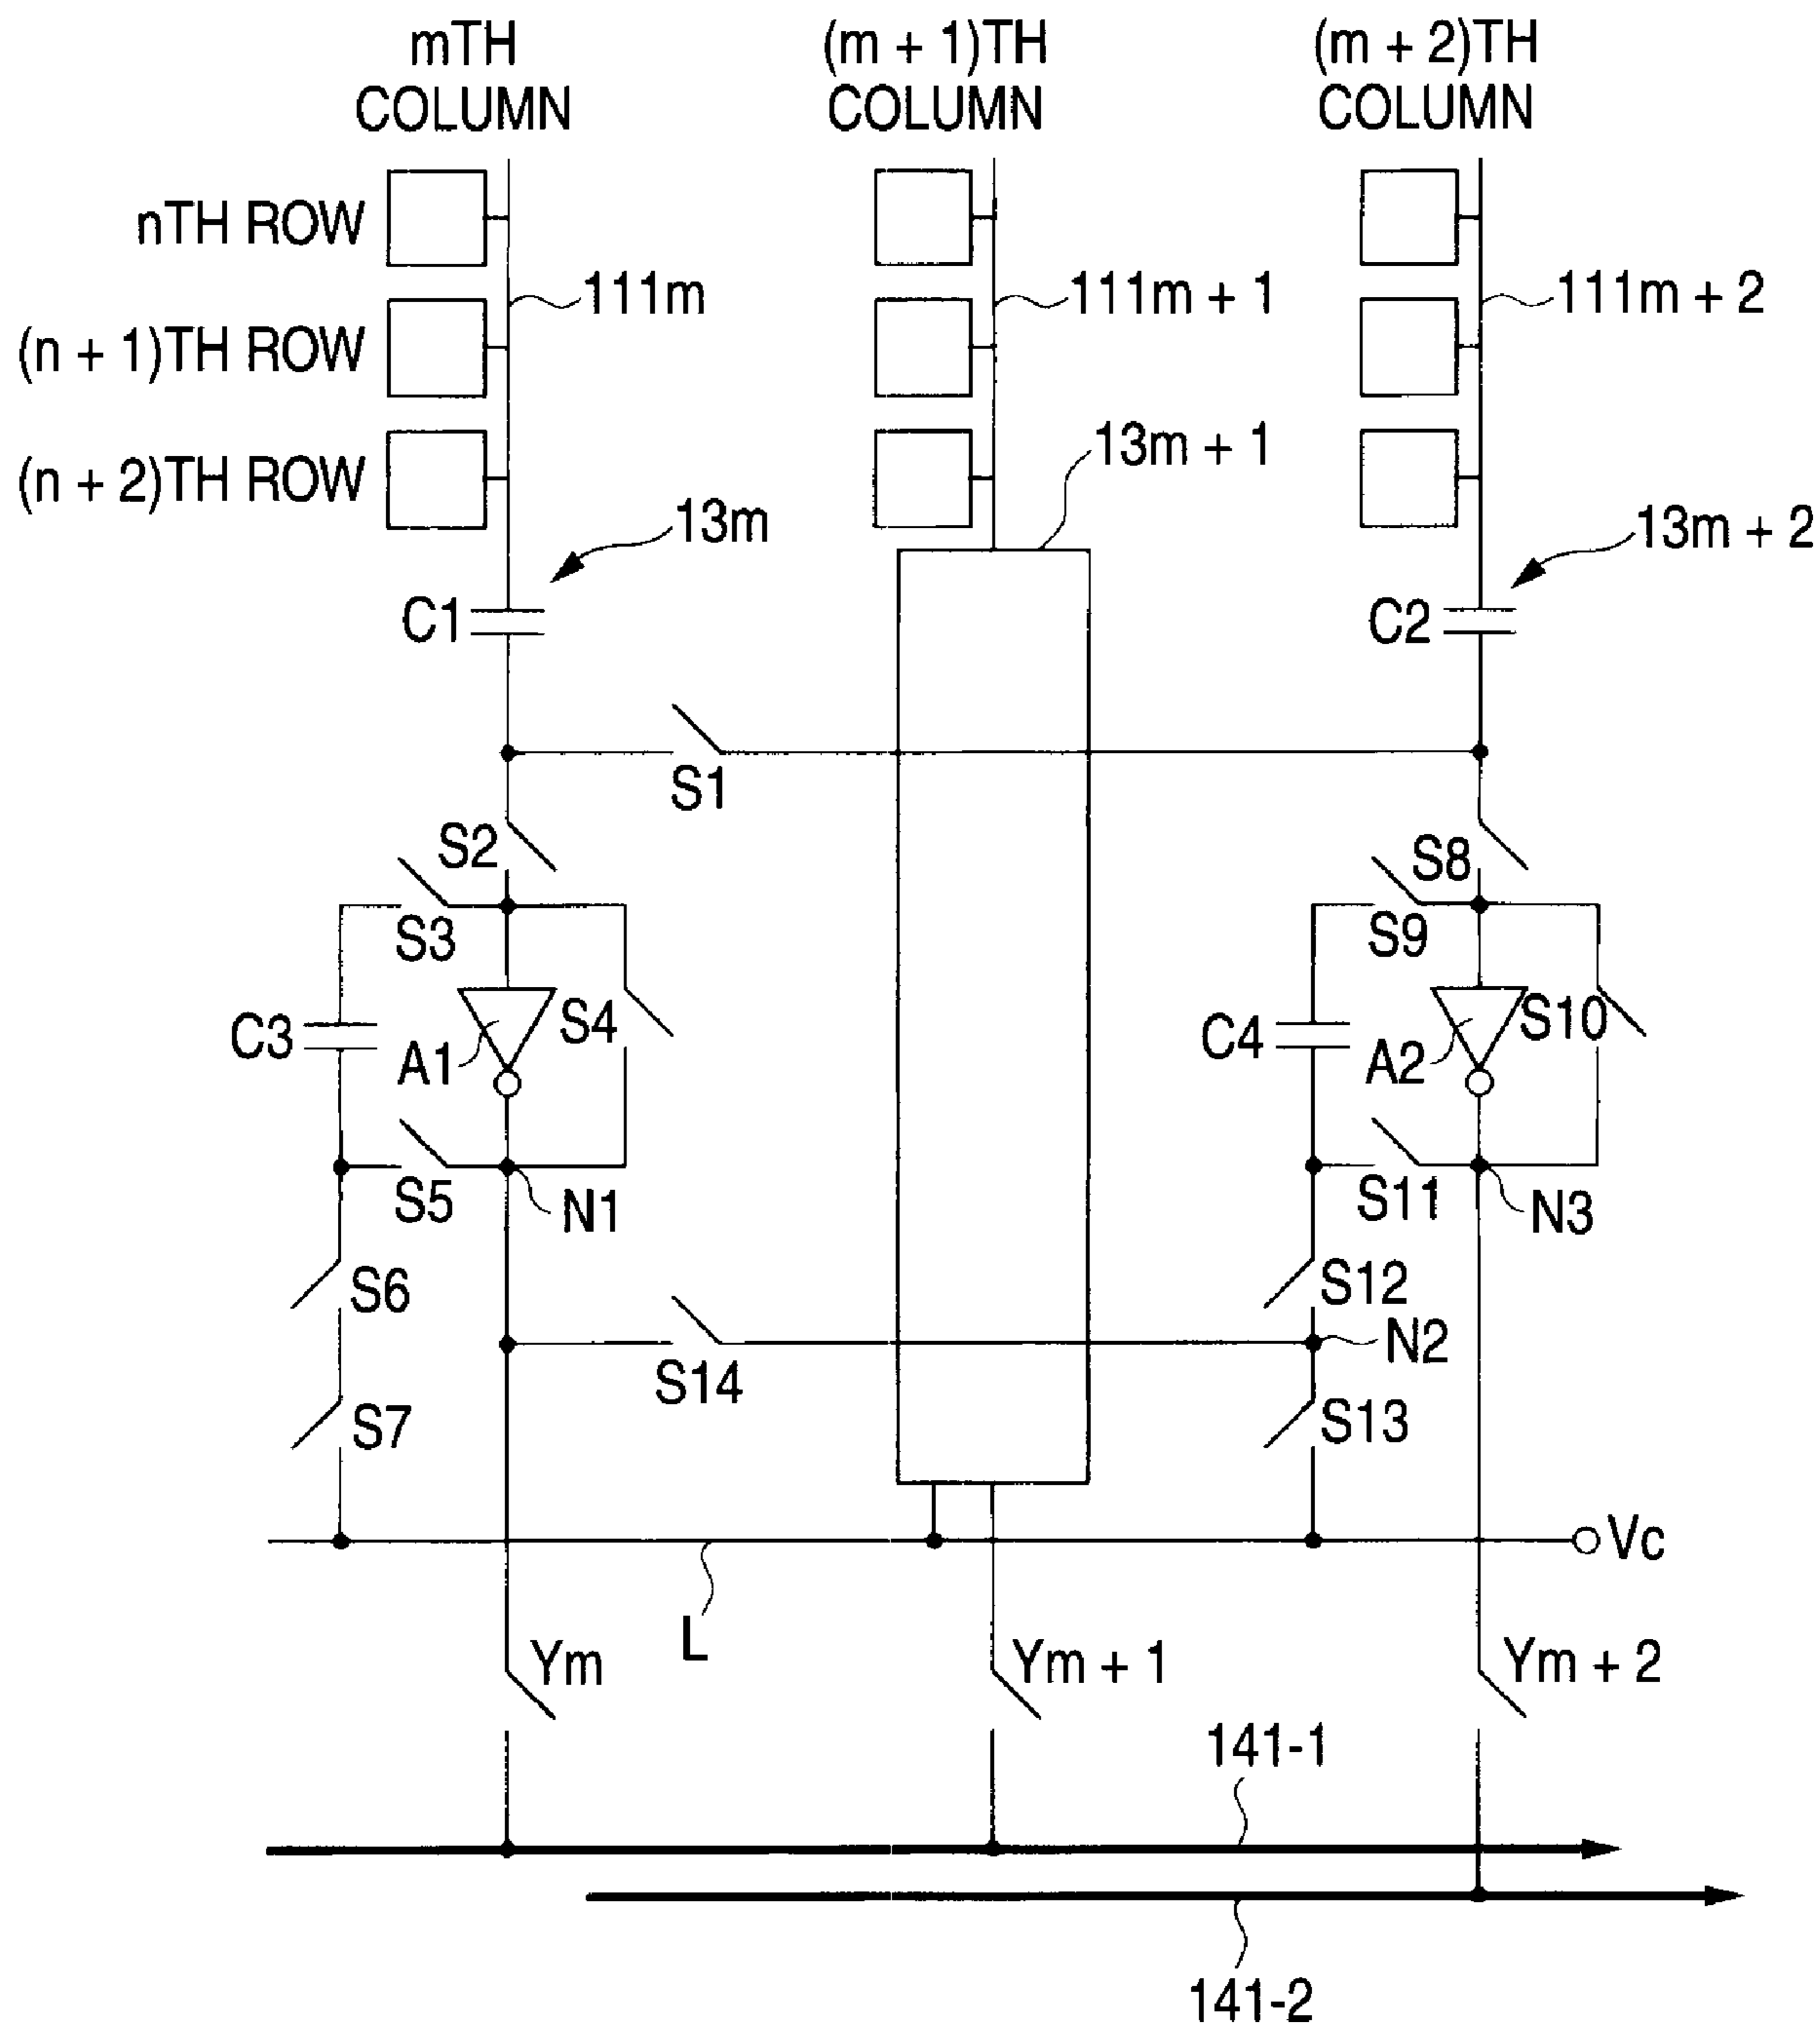 mTH
COLUMN
(m + 1)TH
COLUMN
(m + 2)TH
COLUMN
nTH ROW
111m
111m + 1
111m + 2
(n + 1)TH ROW
(n + 2)TH ROW
13m
13m + 1
13m + 2
C1
C2
S1
S2
S8
S3
S9
C3
A1
S4
C4
A2
S10
S5
N1
S11
N3
S6
S12
S14
N2
S7
S13
Vc
L
Ym
Ym + 1
Ym + 2
141-1
141-2